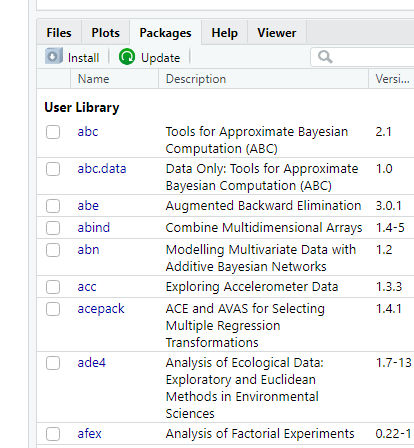 Files Plots Packages Help Viewer
Install Update
Name Description Versi...
User Library
abc Tools for Approximate Bayesian 2.1
Computation (ABC)
abc.data Data Only: Tools for Approximate 1.0
Bayesian Computation (ABC)
abe Augmented Backward Elimination 3.0.1
abind Combine Multidimensional Arrays 1.4-5
abn Modelling Multivariate Data with 1.2
Additive Bayesian Networks
acc Exploring Accelerometer Data 1.3.3
acepack ACE and AVAS for Selecting 1.4.1
Multiple Regression
Transformations
ade4 Analysis of Ecological Data: 1.7-13
Exploratory and Euclidean
Methods in Environmental
Sciences
afex Analysis of Factorial Experiments 0.22-1